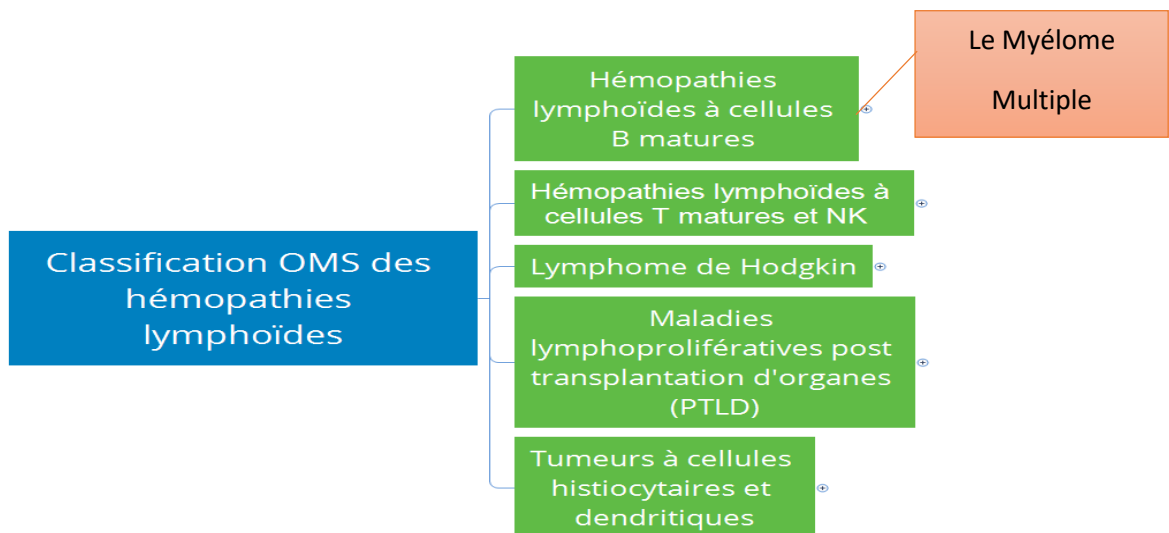 Le Myélome
Multiple
Hémopathies
lymphoïdes à cellules
B matures
Hémopathies lymphoïdes à
cellules T matures et NK
Classification OMS des
hémopathies
lymphoïdes
Lymphome de Hodgkin
Maladies
lymphoprolifératives post
transplantation d'organes
(PTLD)
Tumeurs à cellules
histiocytaires et
dendritiques